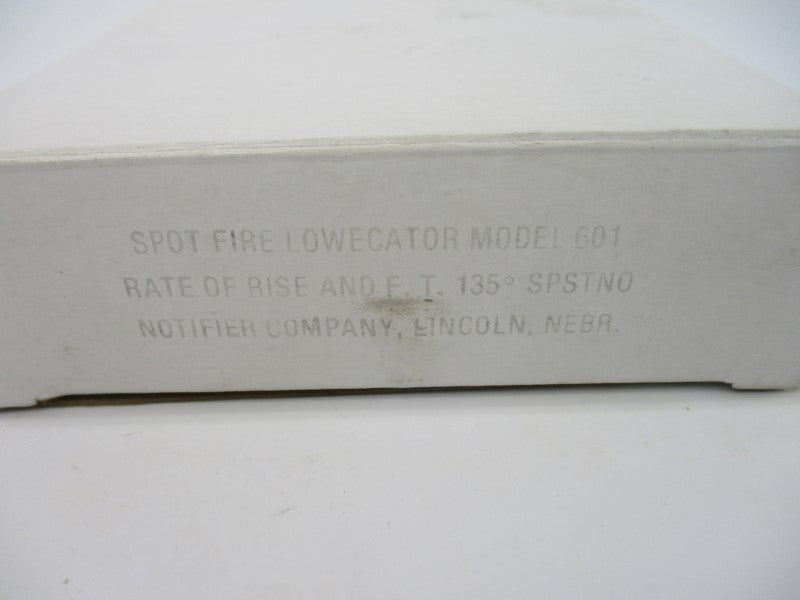 SPOT FIRE LOWECATOR MODEL 601
RATE OF RISE AND F. T. 135° SPSTNO
NOTIFIER COMPANY, LINCOLN, NEBR.